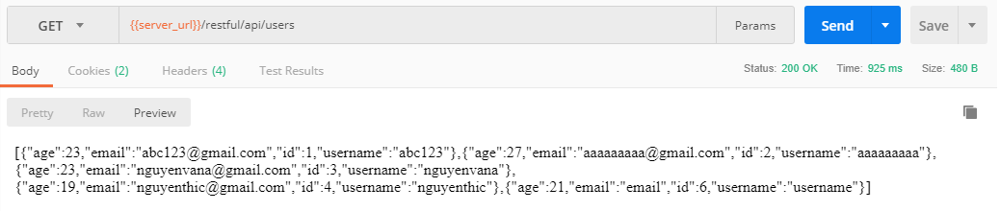 GET {{server_url}}/restful/api/users Params Send Save
Body Cookies (2) Headers (4) Test Results Status: 200 OK Time: 925 ms Size: 480 B
Pretty Raw Preview
[{"age":23,"email":"abc123@gmail.com","id":1,"username":"abc123"},{"age":27,"email":"aaaaaaaaa@gmail.com","id":2,"username":"aaaaaaaaa"},
{"age":23,"email":"nguyenvana@gmail.com","id":3,"username":"nguyenvana"},
{"age":19,"email":"nguyenthic@gmail.com","id":4,"username":"nguyenthic"},{"age":21,"email":"email","id":6,"username":"username"}]